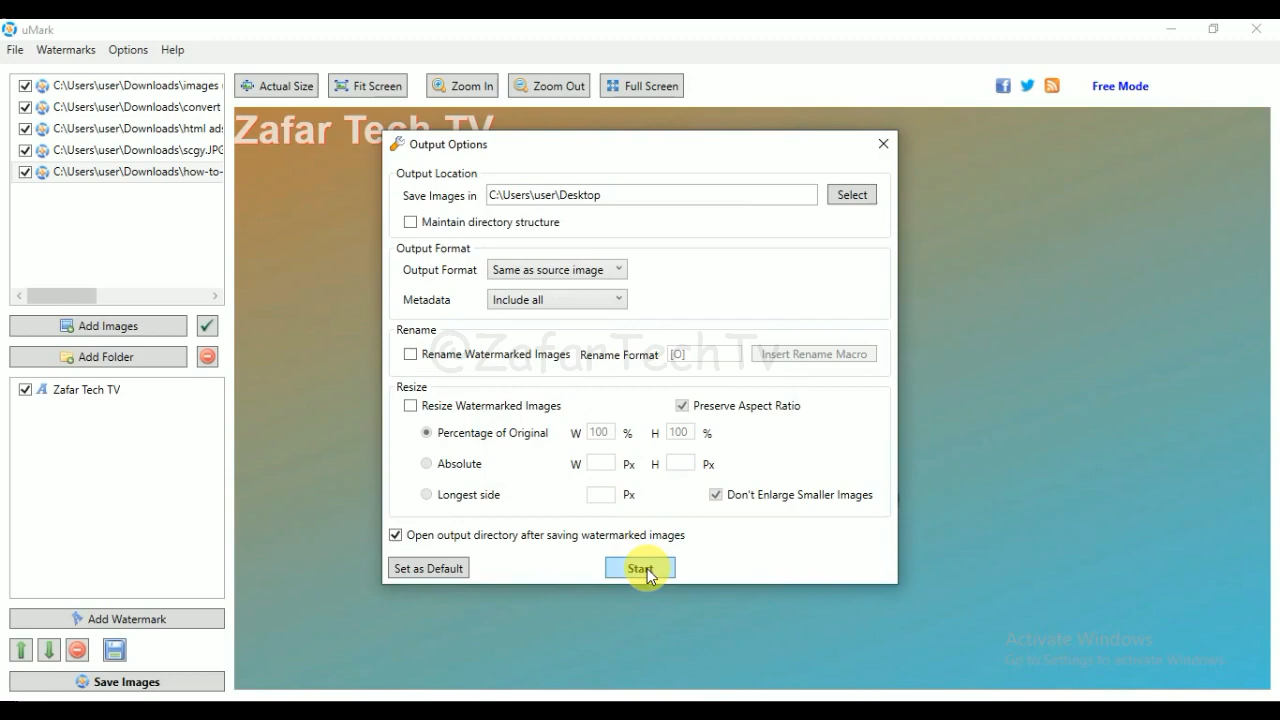 uMark
File Watermarks Options Help
C:\Users\user\Downloads\images
C:\Users\user\Downloads\convert
C:\Users\user\Downloads\html ads
C:\Users\user\Downloads\scgy.JPG
C:\Users\user\Downloads\how-to-
Actual Size Fit Screen Zoom In Zoom Out Full Screen Free Mode
Zafar Tech TV
Output Options
Output Location
Save Images in C:\Users\user\Desktop Select
Maintain directory structure
Output Format
Output Format Same as source image
Metadata Include all
Rename
Rename Watermarked Images Rename Format [O] Insert Rename Macro
@ZafarTechTv
Resize
Resize Watermarked Images Preserve Aspect Ratio
Percentage of Original W 100 % H 100 %
Absolute W Px H Px
Longest side Px Don't Enlarge Smaller Images
Open output directory after saving watermarked images
Set as Default Start
Add Images
Add Folder
Zafar Tech TV
Add Watermark
Save Images
Activate Windows
Go to Settings to activate Windows.